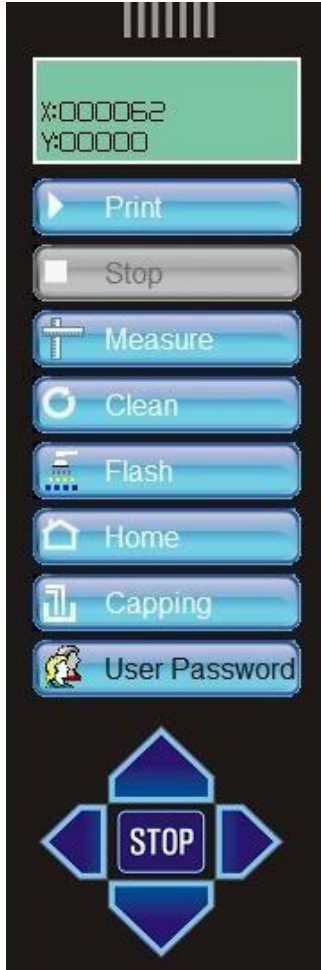 X:000062
Y:00000
Print
Stop
Measure
Clean
Flash
Home
Capping
User Password
STOP